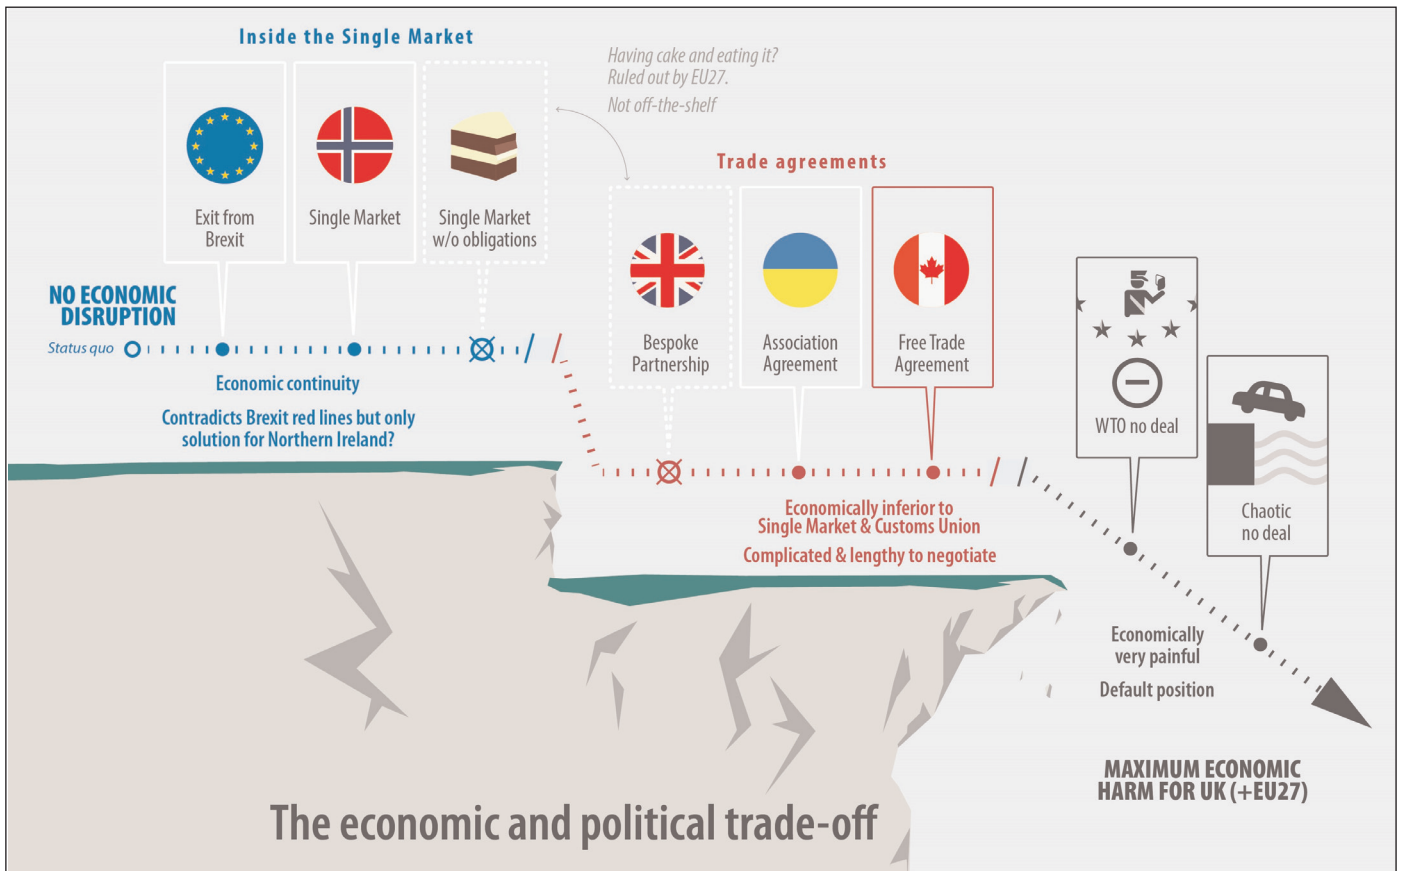 Inside the Single Market
Having cake and eating it?
Ruled out by EU27.
Not off-the-shelf
Exit from
Brexit
Single Market
Single Market
w/o obligations
Trade agreements
Bespoke
Partnership
Association
Agreement
Free Trade
Agreement
WTO no deal
Chaotic
no deal
NO ECONOMIC
DISRUPTION
Status quo
Economic continuity
Contradicts Brexit red lines but only
solution for Northern Ireland?
Economically inferior to
Single Market & Customs Union
Complicated & lengthy to negotiate
Economically
very painful
Default position
MAXIMUM ECONOMIC
HARM FOR UK (+EU27)
The economic and political trade-off